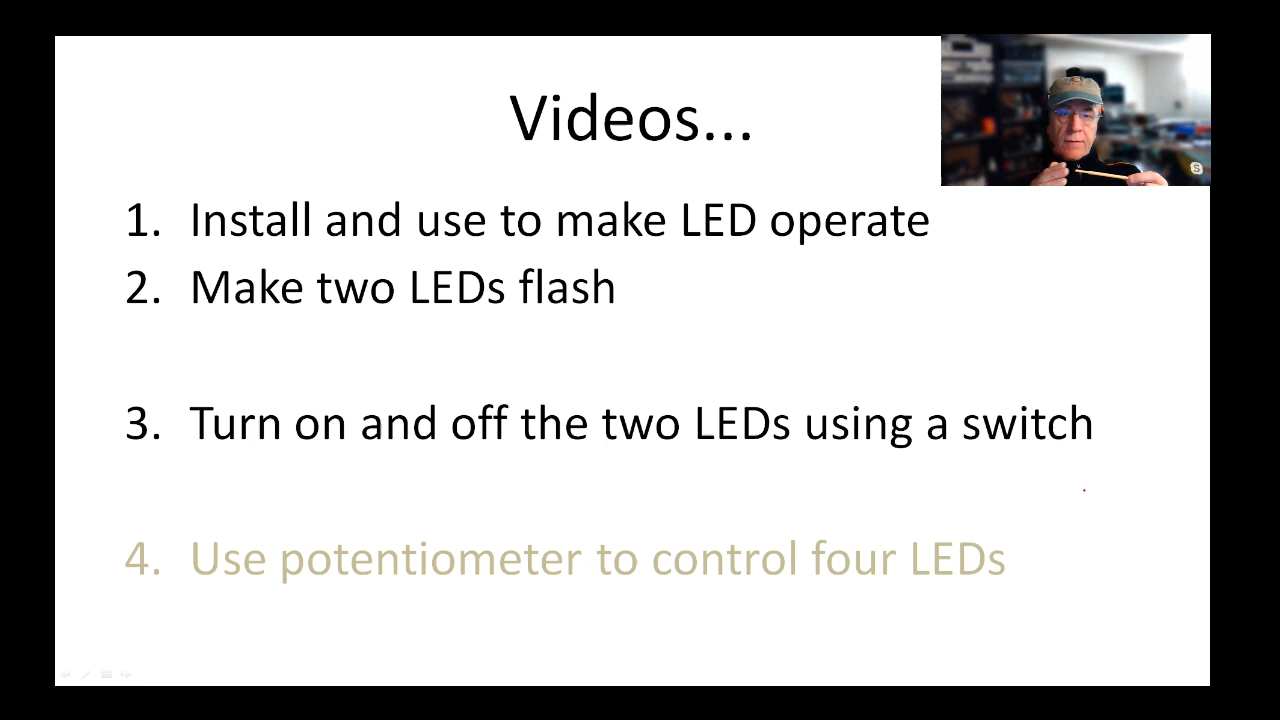 Videos...
1. Install and use to make LED operate
2. Make two LEDs flash
3. Turn on and off the two LEDs using a switch
4. Use potentiometer to control four LEDs